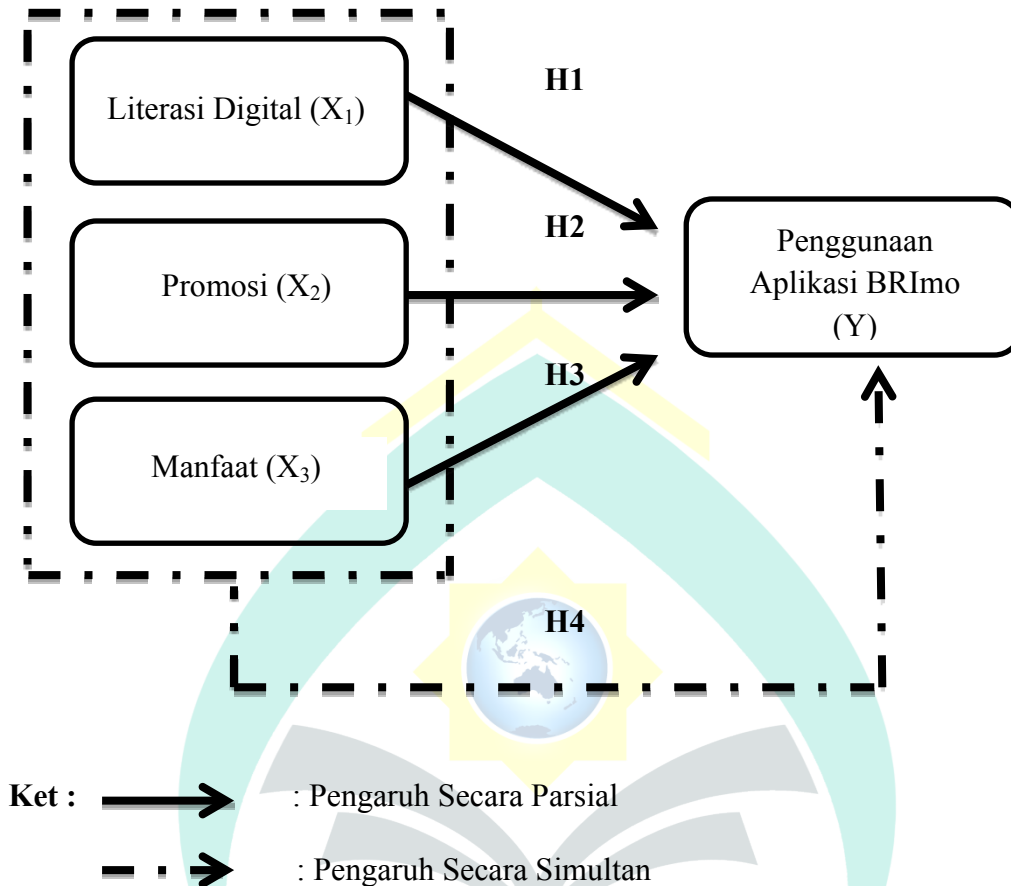 H1
Literasi Digital (X₁)
H2
Penggunaan
Aplikasi BRImo
(Y)
Promosi (X₂)
H3
Manfaat (X₃)
H4
Ket :
: Pengaruh Secara Parsial
: Pengaruh Secara Simultan